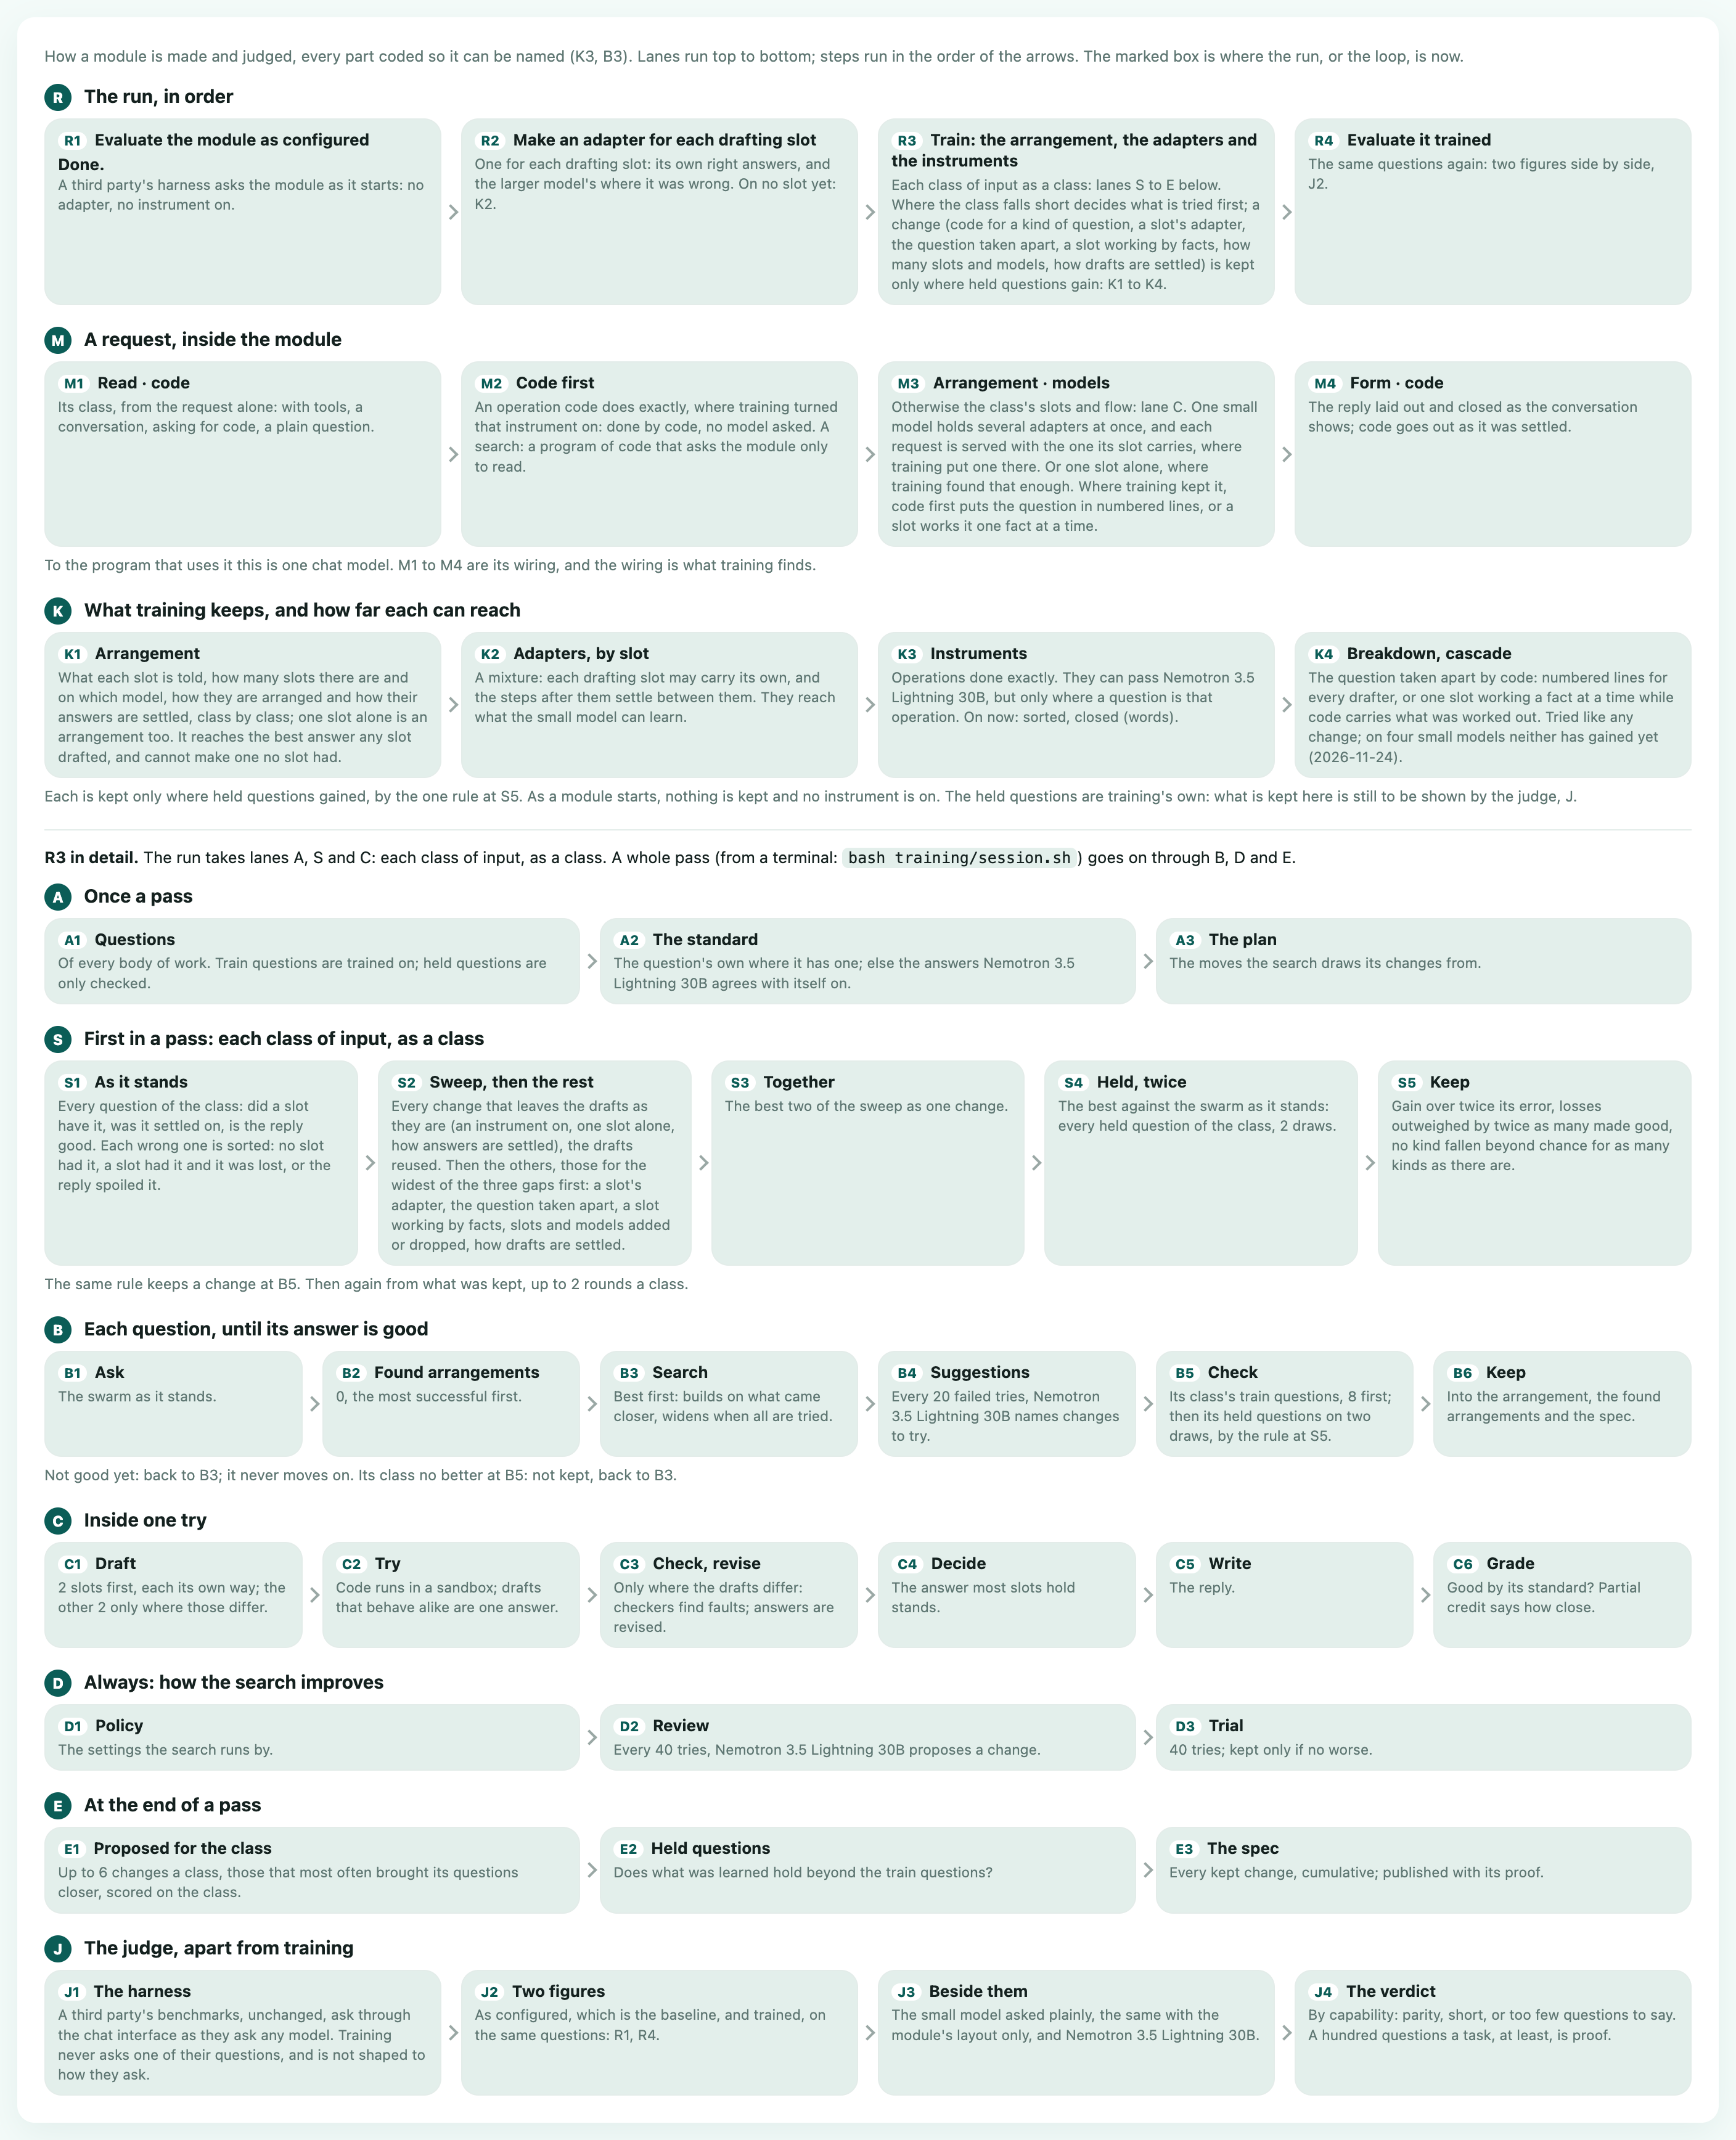 How a module is made and judged, every part coded so it can be named (K3, B3). Lanes run top to bottom; steps run in the order of the arrows. The marked box is where the run, or the loop, is now.
R The run, in order
R1 Evaluate the module as configured
Done.
A third party's harness asks the module as it starts: no
adapter, no instrument on.
R2 Make an adapter for each drafting slot
One for each drafting slot: its own right answers, and
the larger model's where it was wrong. On no slot yet:
K2.
R3 Train: the arrangement, the adapters and
the instruments
Each class of input as a class: lanes S to E below.
Where the class falls short decides what is tried first; a
change (code for a kind of question, a slot's adapter,
the question taken apart, a slot working by facts, how
many slots and models, how drafts are settled) is kept
only where held questions gain: K1 to K4.
R4 Evaluate it trained
The same questions again: two figures side by side,
J2.
M A request, inside the module
M1 Read · code
Its class, from the request alone: with tools, a
conversation, asking for code, a plain question.
M2 Code first
An operation code does exactly, where training turned
that instrument on: done by code, no model asked. A
search: a program of code that asks the module only
to read.
M3 Arrangement · models
Otherwise the class's slots and flow: lane C. One small
model holds several adapters at once, and each
request is served with the one its slot carries, where
training put one there. Or one slot alone, where
training found that enough. Where training kept it,
code first puts the question in numbered lines, or a
slot works it one fact at a time.
M4 Form · code
The reply laid out and closed as the conversation
shows; code goes out as it was settled.
To the program that uses it this is one chat model. M1 to M4 are its wiring, and the wiring is what training finds.
K What training keeps, and how far each can reach
K1 Arrangement
What each slot is told, how many slots there are and
on which model, how they are arranged and how their
answers are settled, class by class; one slot alone is an
arrangement too. It reaches the best answer any slot
drafted, and cannot make one no slot had.
K2 Adapters, by slot
A mixture: each drafting slot may carry its own, and
the steps after them settle between them. They reach
what the small model can learn.
K3 Instruments
Operations done exactly. They can pass Nemotron 3.5
Lightning 30B, but only where a question is that
operation. On now: sorted, closed (words).
K4 Breakdown, cascade
The question taken apart by code: numbered lines for
every drafter, or one slot working a fact at a time while
code carries what was worked out. Tried like any
change; on four small models neither has gained yet
(2026-11-24).
Each is kept only where held questions gained, by the one rule at S5. As a module starts, nothing is kept and no instrument is on. The held questions are training's own: what is kept here is still to be shown by the judge, J.
R3 in detail. The run takes lanes A, S and C: each class of input, as a class. A whole pass (from a terminal: bash training/session.sh) goes on through B, D and E.
A Once a pass
A1 Questions
Of every body of work. Train questions are trained on; held questions are
only checked.
A2 The standard
The question's own where it has one; else the answers Nemotron 3.5
Lightning 30B agrees with itself on.
A3 The plan
The moves the search draws its changes from.
S First in a pass: each class of input, as a class
S1 As it stands
Every question of the class: did a slot
have it, was it settled on, is the reply
good. Each wrong one is sorted: no slot
had it, a slot had it and it was lost, or the
reply spoiled it.
S2 Sweep, then the rest
Every change that leaves the drafts as
they are (an instrument on, one slot alone,
how answers are settled), the drafts
reused. Then the others, those for the
widest of the three gaps first: a slot's
adapter, the question taken apart, a slot
working by facts, slots and models added
or dropped, how drafts are settled.
S3 Together
The best two of the sweep as one change.
S4 Held, twice
The best against the swarm as it stands:
every held question of the class, 2 draws.
S5 Keep
Gain over twice its error, losses
outweighed by twice as many made good,
no kind fallen beyond chance for as many
kinds as there are.
The same rule keeps a change at B5. Then again from what was kept, up to 2 rounds a class.
B Each question, until its answer is good
B1 Ask
The swarm as it stands.
B2 Found arrangements
0, the most successful first.
B3 Search
Best first: builds on what came
closer, widens when all are tried.
B4 Suggestions
Every 20 failed tries, Nemotron
3.5 Lightning 30B names changes
to try.
B5 Check
Its class's train questions, 8 first;
then its held questions on two
draws, by the rule at S5.
B6 Keep
Into the arrangement, the found
arrangements and the spec.
Not good yet: back to B3; it never moves on. Its class no better at B5: not kept, back to B3.
C Inside one try
C1 Draft
2 slots first, each its own way; the
other 2 only where those differ.
C2 Try
Code runs in a sandbox; drafts
that behave alike are one answer.
C3 Check, revise
Only where the drafts differ:
checkers find faults; answers are
revised.
C4 Decide
The answer most slots hold
stands.
C5 Write
The reply.
C6 Grade
Good by its standard? Partial
credit says how close.
D Always: how the search improves
D1 Policy
The settings the search runs by.
D2 Review
Every 40 tries, Nemotron 3.5 Lightning 30B proposes a change.
D3 Trial
40 tries; kept only if no worse.
E At the end of a pass
E1 Proposed for the class
Up to 6 changes a class, those that most often brought its questions
closer, scored on the class.
E2 Held questions
Does what was learned hold beyond the train questions?
E3 The spec
Every kept change, cumulative; published with its proof.
J The judge, apart from training
J1 The harness
A third party's benchmarks, unchanged, ask through
the chat interface as they ask any model. Training
never asks one of their questions, and is not shaped to
how they ask.
J2 Two figures
As configured, which is the baseline, and trained, on
the same questions: R1, R4.
J3 Beside them
The small model asked plainly, the same with the
module's layout only, and Nemotron 3.5 Lightning 30B.
J4 The verdict
By capability: parity, short, or too few questions to say.
A hundred questions a task, at least, is proof.